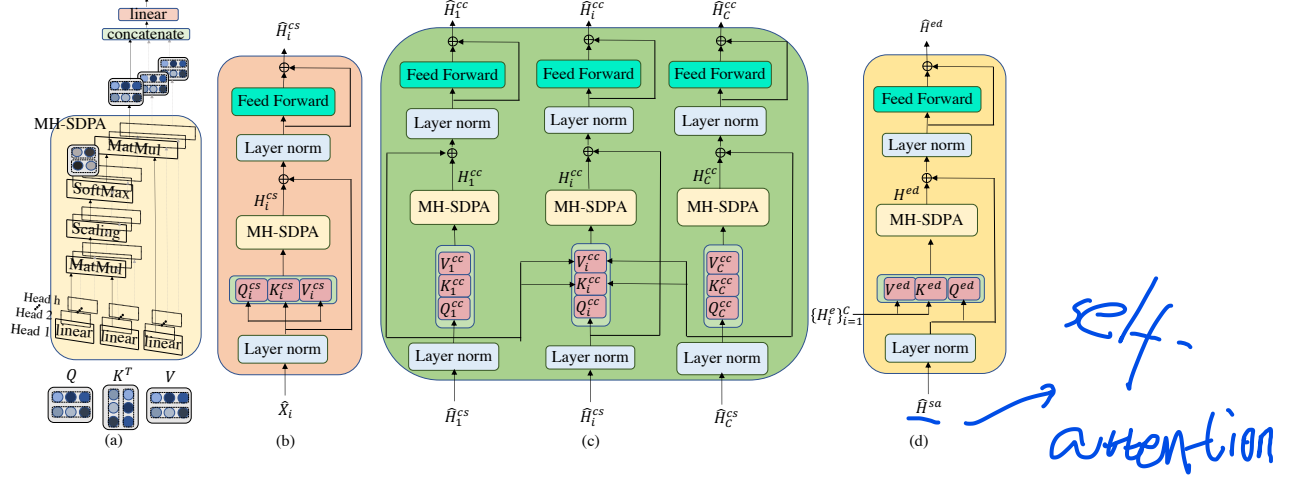 linear
concatenate
MH-SDPA
MatMul
SoftMax
Scaling
MatMul
Head h
Head 2
Head 1
linear
linear
linear
Q
K^T
V
(a)
Ĥ_i^{cs}
⊕
Feed Forward
Layer norm
⊕
H_i^{cs}
MH-SDPA
Q_i^{cs} K_i^{cs} V_i^{cs}
Layer norm
X̂_i
(b)
Ĥ_1^{cc} Ĥ_i^{cc} Ĥ_C^{cc}
⊕ ⊕ ⊕
Feed Forward Feed Forward Feed Forward
Layer norm Layer norm Layer norm
⊕ ⊕ ⊕
H_1^{cc} H_i^{cc} H_C^{cc}
MH-SDPA MH-SDPA MH-SDPA
V_1^{cc} V_i^{cc} V_C^{cc}
K_1^{cc} K_i^{cc} K_C^{cc}
Q_1^{cc} Q_i^{cc} Q_C^{cc}
Layer norm Layer norm Layer norm
Ĥ_1^{cs} Ĥ_i^{cs} Ĥ_C^{cs}
(c)
Ĥ^{ed}
⊕
Feed Forward
Layer norm
⊕
H^{ed}
MH-SDPA
V^{ed} K^{ed} Q^{ed}
{H_i^e}_{i=1}^C
Layer norm
Ĥ^{sa}
(d)
self-
attention